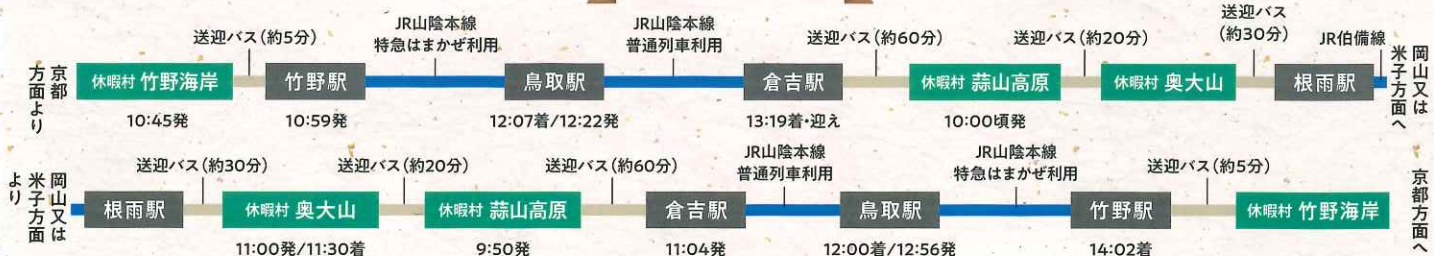 京都方面より
送迎バス(約5分)
JR山陰本線
特急はまかぜ利用
JR山陰本線
普通列車利用
送迎バス(約60分)
送迎バス(約20分)
送迎バス
(約30分)
JR伯備線
休暇村 竹野海岸
竹野駅
鳥取駅
倉吉駅
休暇村 蒜山高原
休暇村 奥大山
根雨駅
岡山又は
米子方面へ
10:45発
10:59発
12:07着/12:22発
13:19着・迎え
10:00頃発
岡山又は
米子方面
より
送迎バス(約30分)
送迎バス(約20分)
送迎バス(約60分)
JR山陰本線
普通列車利用
JR山陰本線
特急はまかぜ利用
送迎バス(約5分)
根雨駅
休暇村 奥大山
休暇村 蒜山高原
倉吉駅
鳥取駅
竹野駅
休暇村 竹野海岸
京都方面へ
11:00発/11:30着
9:50発
11:04発
12:00着/12:56発
14:02着